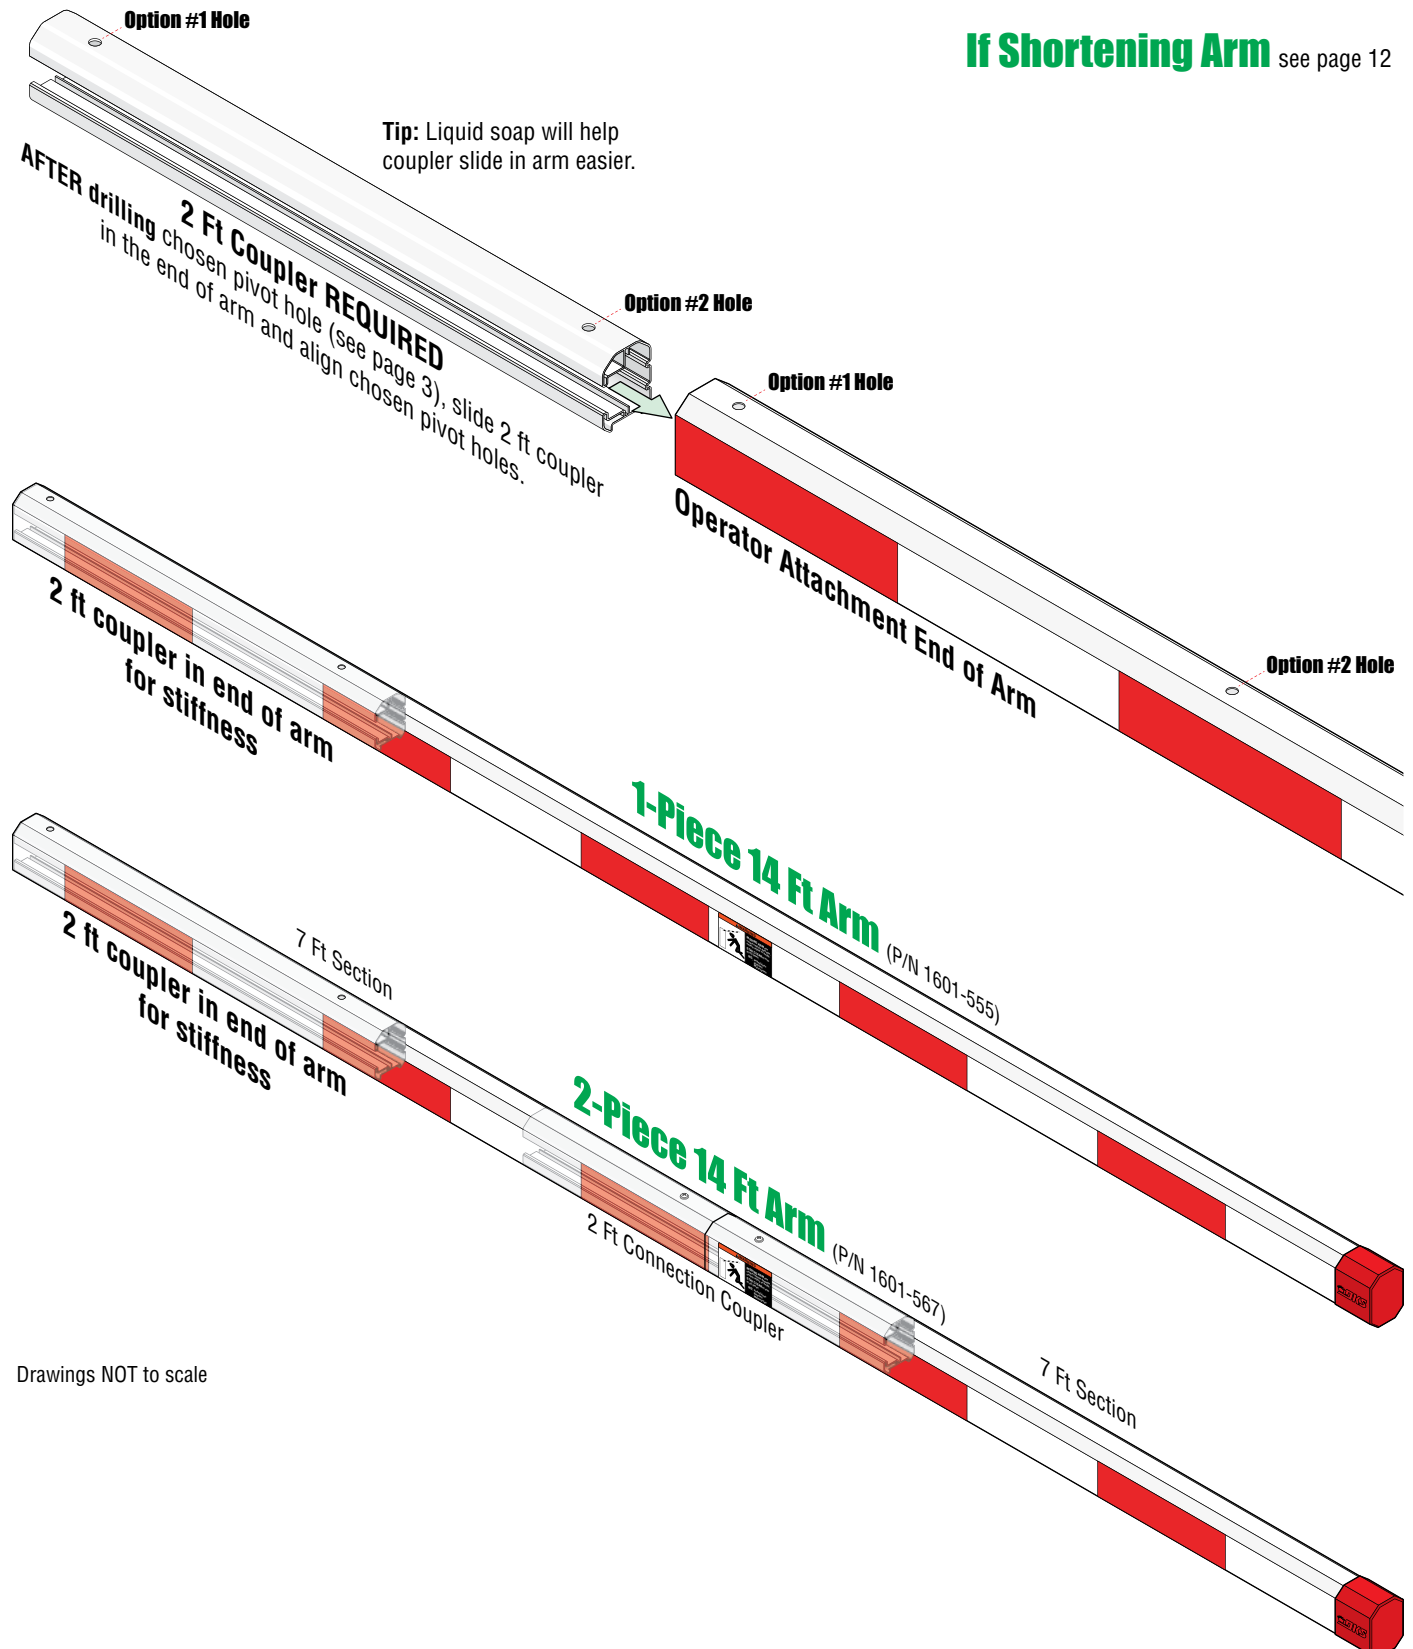 Option #1 Hole
If Shortening Arm see page 12
Tip: Liquid soap will help
coupler slide in arm easier.
2 Ft Coupler REQUIRED
AFTER drilling chosen pivot hole (see page 3), slide 2 ft coupler
in the end of arm and align chosen pivot holes.
Option #2 Hole
Option #1 Hole
Operator Attachment End of Arm
Option #2 Hole
2 ft coupler in end of arm
for stiffness
1-Piece 14 Ft Arm (P/N 1601-555)
7 Ft Section
2 ft coupler in end of arm
for stiffness
2-Piece 14 Ft Arm (P/N 1601-567)
2 Ft Connection Coupler
7 Ft Section
Drawings NOT to scale